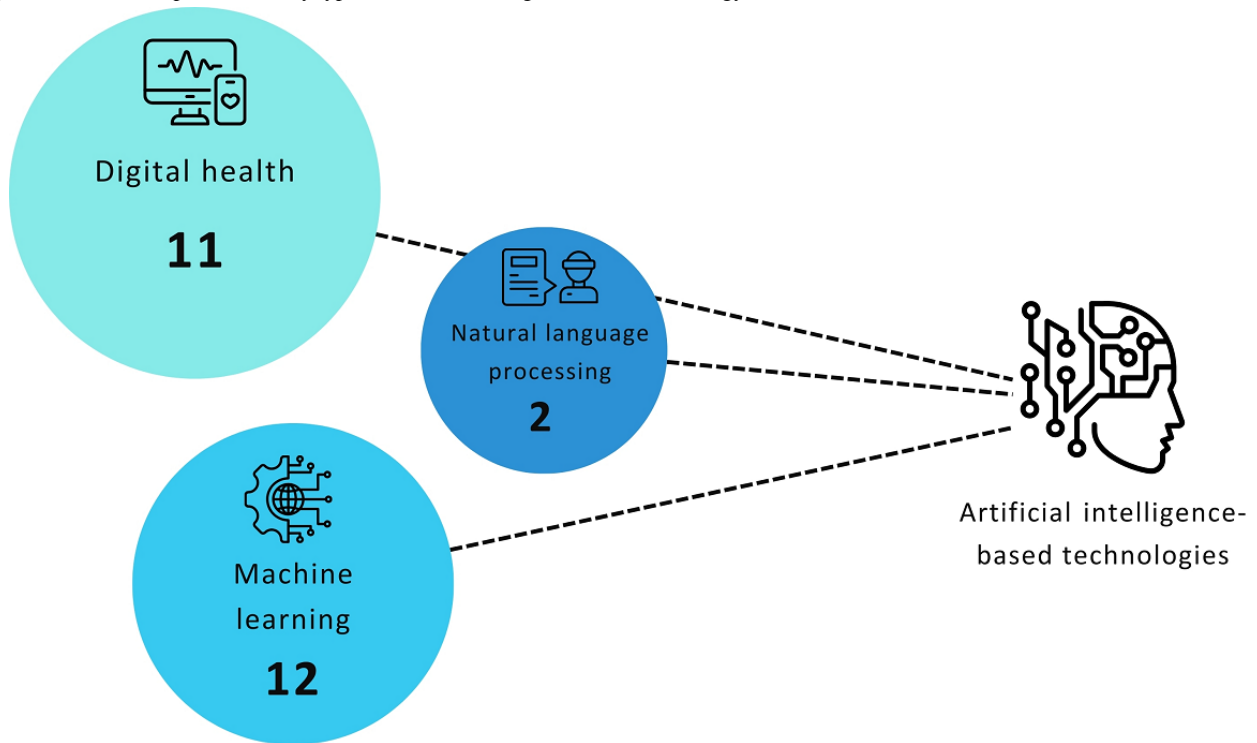 Digital health
11
Natural language
processing
2
Machine
learning
12
Artificial intelligence-
based technologies